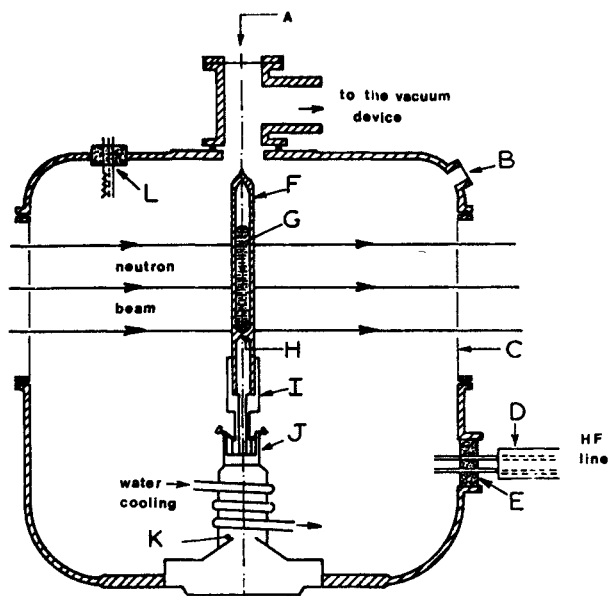 A
to the vacuum
device
B
L
F
G
neutron
beam
H
C
I
D
HF
line
J
E
water
cooling
K